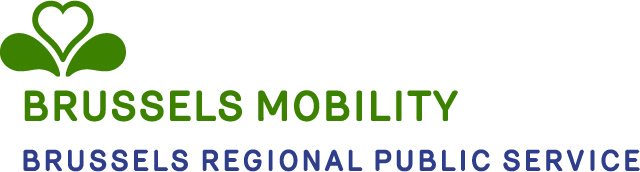 BRUSSELS MOBILITY
BRUSSELS REGIONAL PUBLIC SERVICE